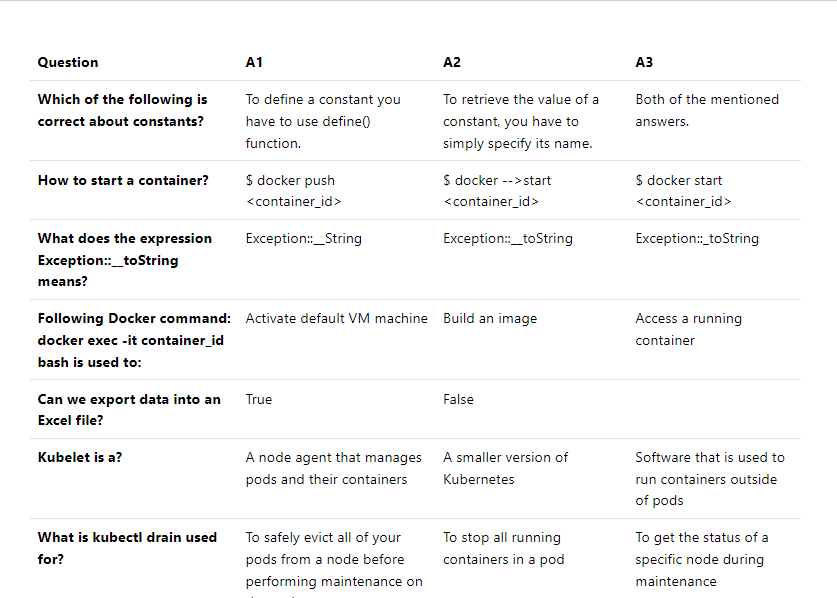 Question A1 A2 A3
Which of the following is To define a constant you To retrieve the value of a Both of the mentioned
correct about constants? have to use define() constant, you have to answers.
function. simply specify its name.
How to start a container? $ docker push $ docker -->start $ docker start
<container_id> <container_id> <container_id>
What does the expression Exception::__String Exception::__toString Exception::_toString
Exception::__toString
means?
Following Docker command: Activate default VM machine Build an image Access a running
docker exec -it container_id container
bash is used to:
Can we export data into an True False
Excel file?
Kubelet is a? A node agent that manages A smaller version of Software that is used to
pods and their containers Kubernetes run containers outside
of pods
What is kubectl drain used To safely evict all of your To stop all running To get the status of a
for? pods from a node before containers in a pod specific node during
performing maintenance on maintenance